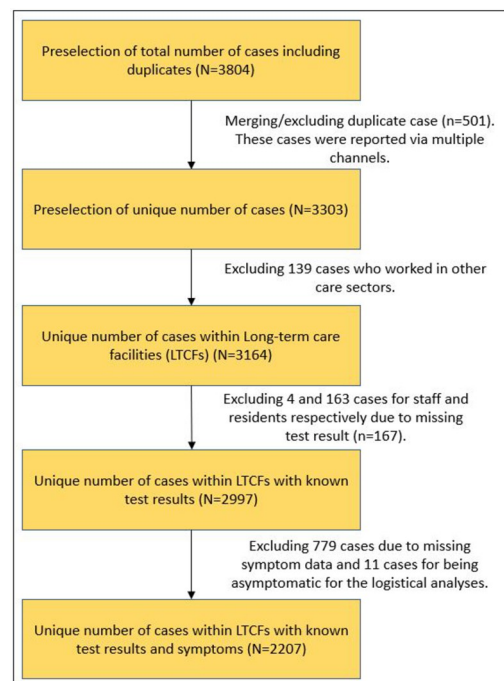 Preselection of total number of cases including
duplicates (N=3804)
Merging/excluding duplicate case (n=501).
These cases were reported via multiple
channels.
Preselection of unique number of cases (N=3303)
Excluding 139 cases who worked in other
care sectors.
Unique number of cases within Long-term care
facilities (LTCFs) (N=3164)
Excluding 4 and 163 cases for staff and
residents respectively due to missing
test result (n=167).
Unique number of cases within LTCFs with known
test results (N=2997)
Excluding 779 cases due to missing
symptom data and 11 cases for being
asymptomatic for the logistical analyses.
Unique number of cases within LTCFs with known
test results and symptoms (N=2207)